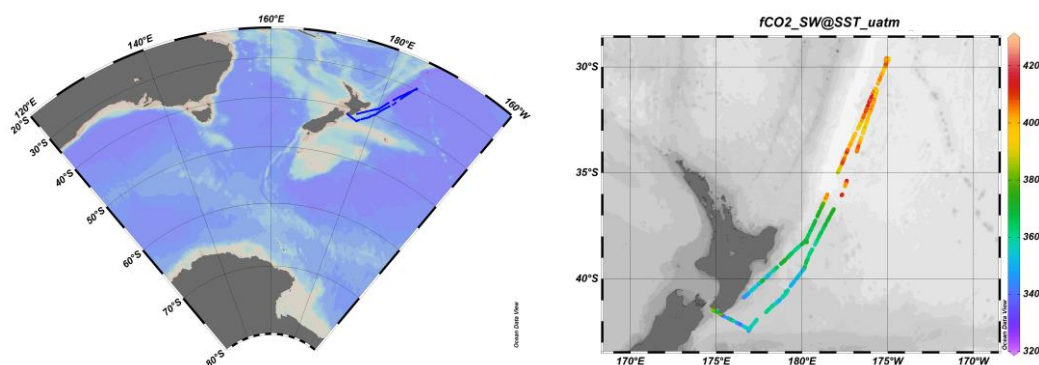 160°E
140°E
180°E
120°E
20°S
160°W
30°S
40°S
50°S
60°S
70°S
80°S
Ocean Data View
fCO2_SW@SST_uatm
30°S
35°S
40°S
170°E
175°E
180°E
175°W
170°W
Ocean Data View
420
400
380
360
340
320